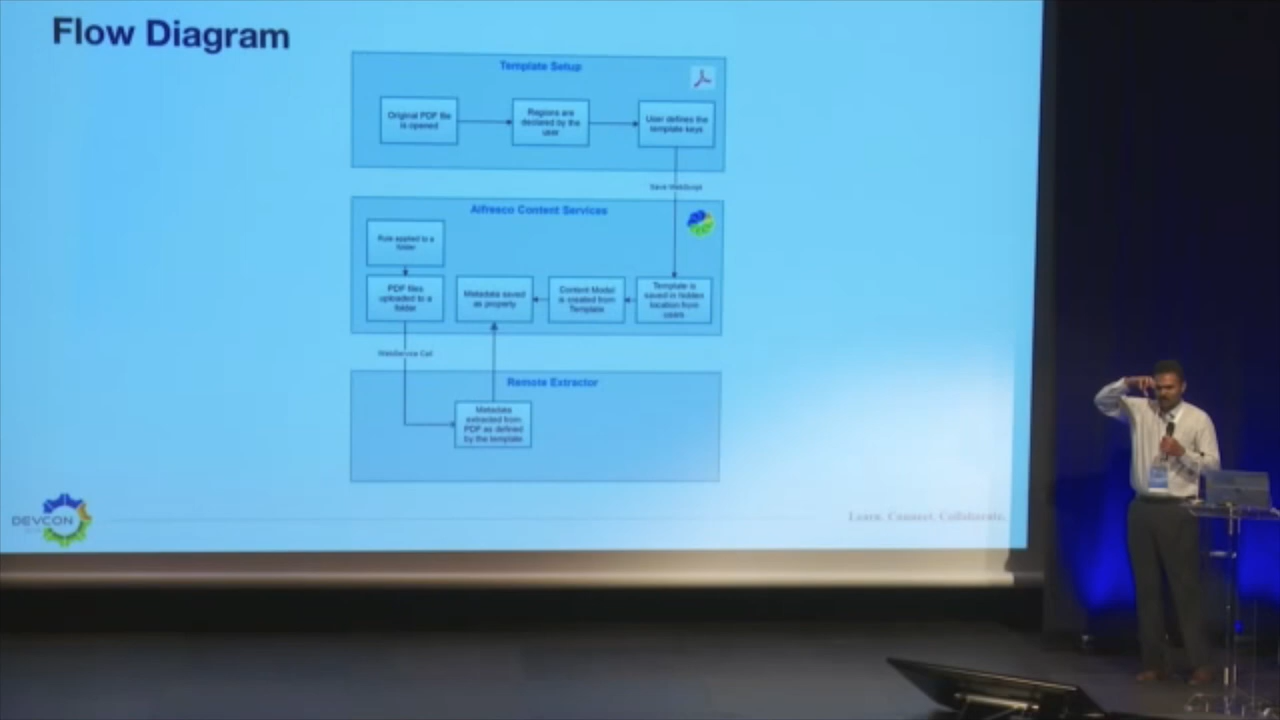 Flow Diagram
Template Setup
Original PDF file
is opened
Regions are
declared by the
user
User defines the
template keys
Save WebScript
Alfresco Content Services
Rule applied to a
folder
PDF files
uploaded to a
folder
Metadata saved
as property
Content Model
is created from
Template
Template is
saved in hidden
location from
users
WebService Call
Remote Extractor
Metadata
extracted from
PDF as defined
by the template
DEVCON
Learn. Connect. Collaborate.